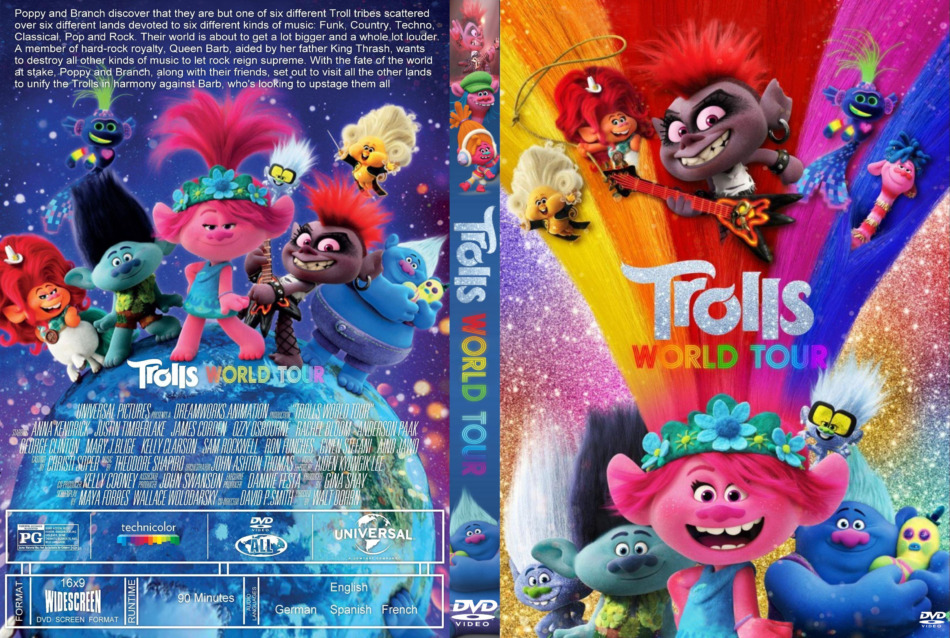 Poppy and Branch discover that they are but one of six different Troll tribes scattered
over six different lands devoted to six different kinds of music: Funk, Country, Techno,
Classical, Pop and Rock. Their world is about to get a lot bigger and a whole lot louder.
A member of hard-rock royalty, Queen Barb, aided by her father King Thrash, wants
to destroy all other kinds of music to let rock reign supreme. With the fate of the world
at stake, Poppy and Branch, along with their friends, set out to visit all the other lands
to unify the Trolls in harmony against Barb, who's looking to upstage them all
Trolls
WORLD TOUR
UNIVERSAL PICTURES PRESENTS A DREAMWORKS ANIMATION PRODUCTION "TROLLS WORLD TOUR"
ANNA KENDRICK JUSTIN TIMBERLAKE JAMES CORDEN OZZY OSBOURNE RACHEL BLOOM ANDERSON PAAK
GEORGE CLINTON MARY J BLIGE KELLY CLARSON SAM ROCKWELL RON FUNCHES GWEN STEFANI
CHRISTI SOPER THEODORE SHAPIRO JOHN ASHTON THOMAS
KELLY COONEY JOHN SWANSON DANNIE FESTA GINA SHAY
MAYA FORBES WALLACE WOLODARSKY DAVID P. SMITH WALT DOHRN
PG
technicolor
DVD
VIDEO
ALL
UNIVERSAL
FORMAT
16x9
WIDESCREEN
DVD SCREEN FORMAT
RUNTIME
90 Minutes
AUDIO
LANGUAGES
English
German Spanish French
Trolls WORLD TOUR
DVD
VIDEO
Trolls
WORLD TOUR
DVD
VIDEO